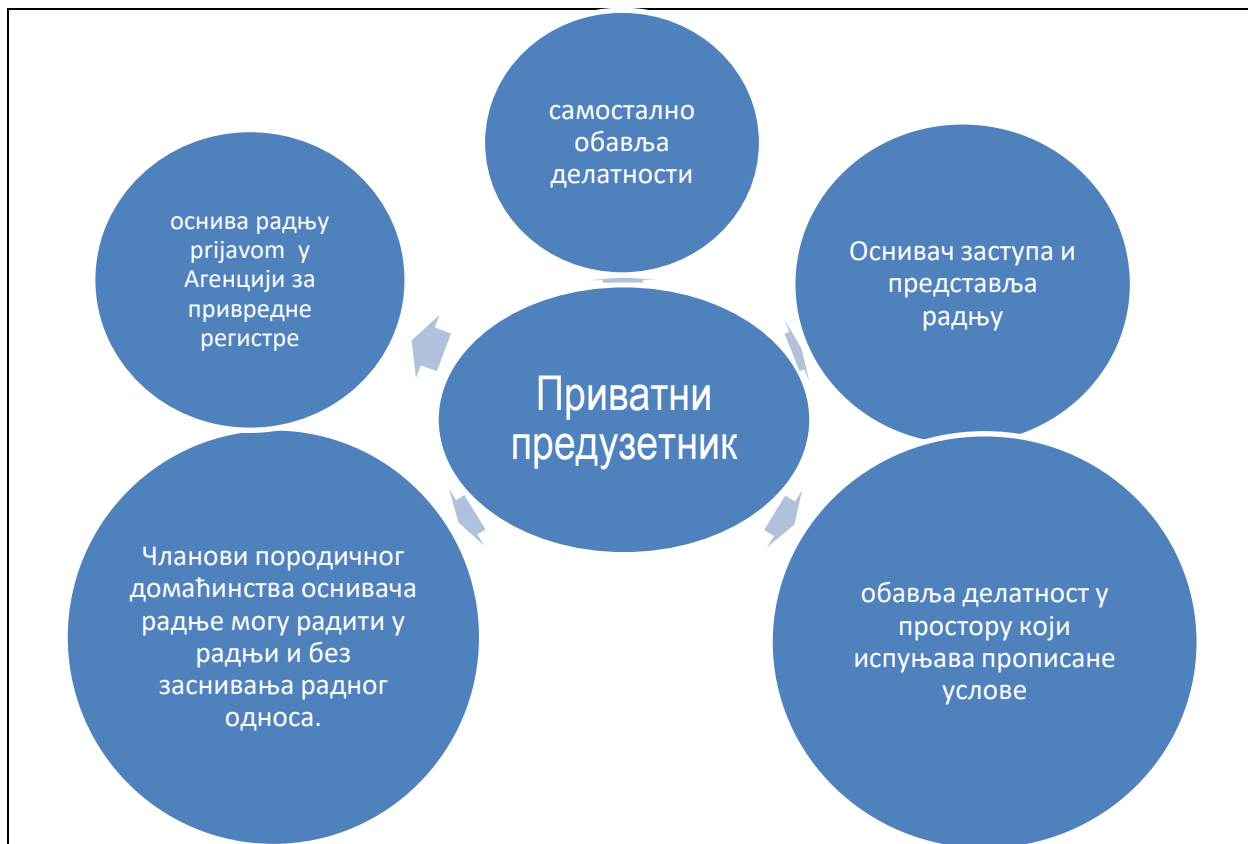 самостално
обавља
делатности
Оснивач заступа и
представља
радњу
обавља делатност у
простору који
испуњава прописане
услове
Чланови породичног
домаћинства оснивача
радње могу радити у
радњи и без
заснивања радног
односа.
оснива радњу
prijavom у
Агенцији за
привредне
регистре
Приватни
предузетник